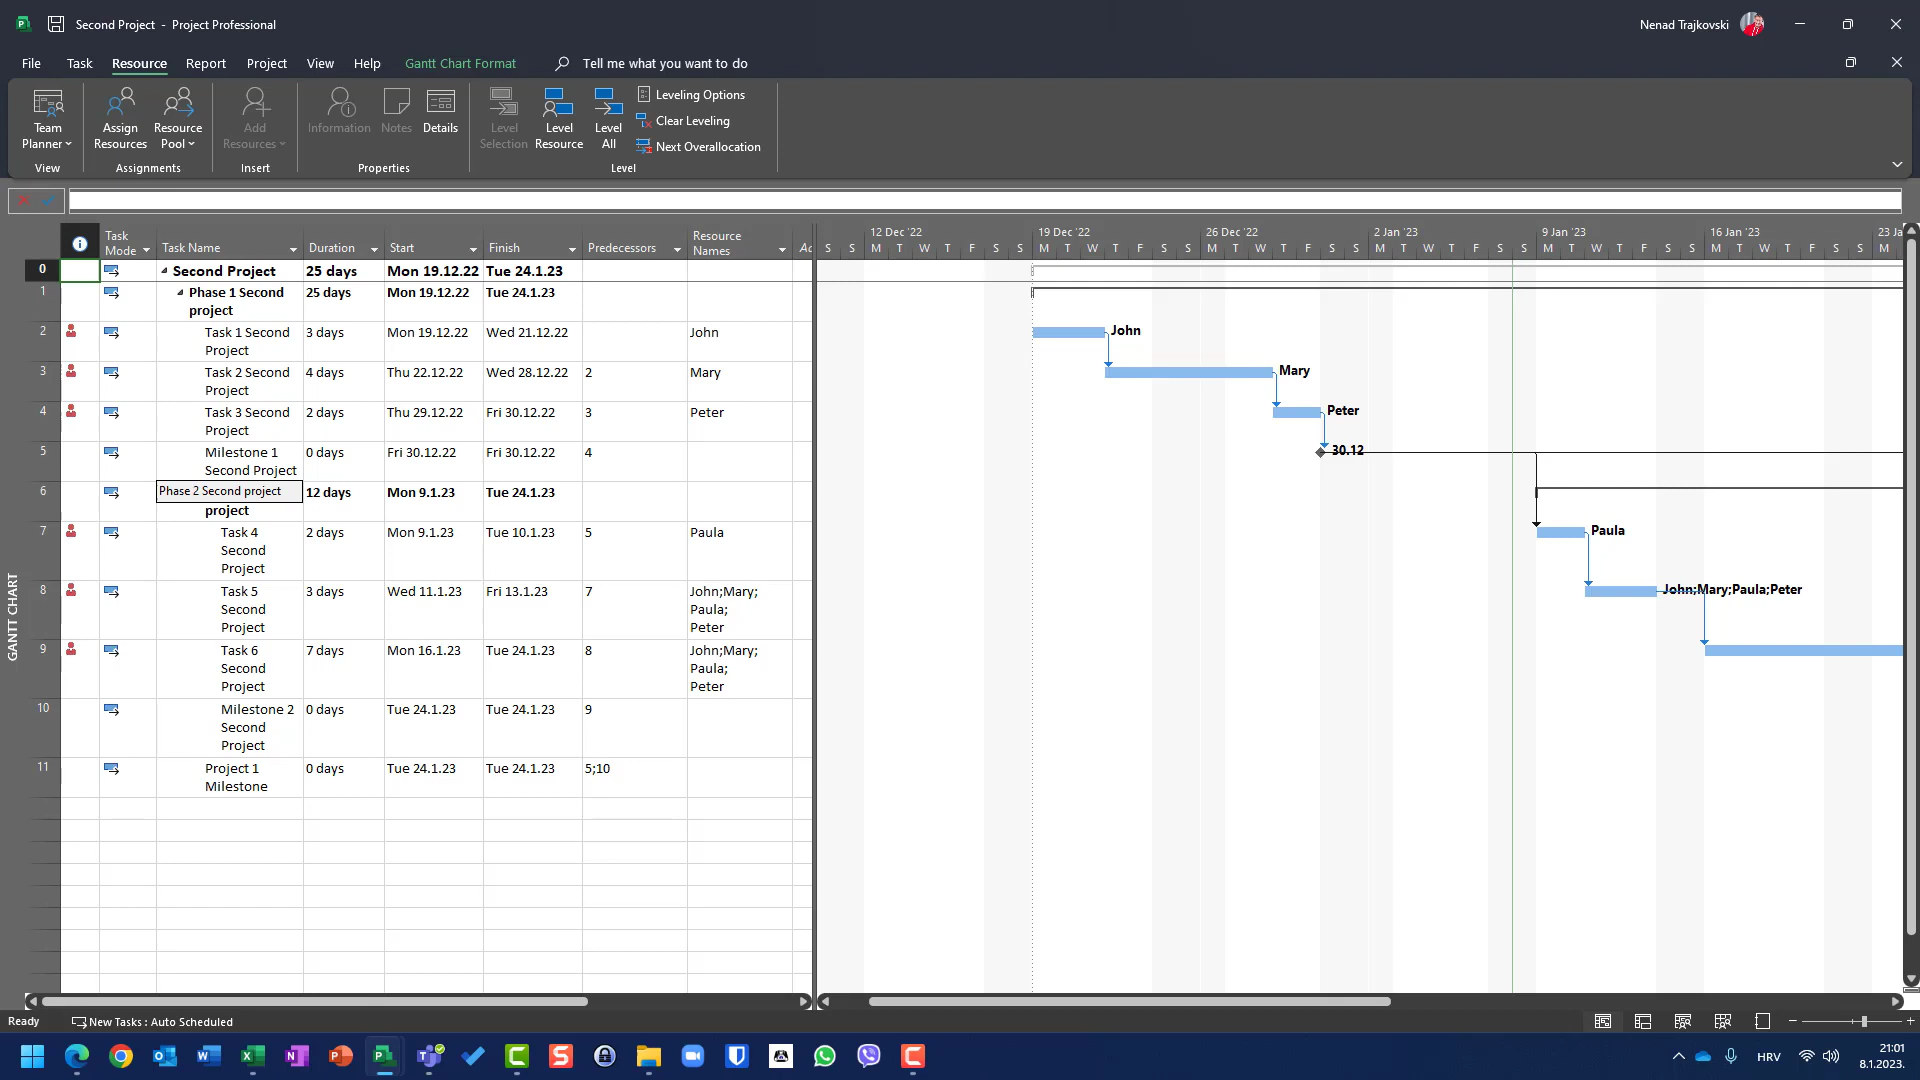 Second Project - Project Professional
Nenad Trajkovski
File Task Resource Report Project View Help Gantt Chart Format Tell me what you want to do
Team Planner
Assign Resources
Resource Pool
Add Resources
Information
Notes
Details
Level Selection
Level Resource
Level All
Leveling Options
Clear Leveling
Next Overallocation
View Assignments Insert Properties Level
Task Mode Task Name Duration Start Finish Predecessors Resource Names Ac
12 Dec '22 19 Dec '22 26 Dec '22 2 Jan '23 9 Jan '23 16 Jan '23 23 Ja
S S M T W T F S S M T W T F S S M T W T F S S M T W T F S S M T W T F S S M T W T F S S M
0 Second Project 25 days Mon 19.12.22 Tue 24.1.23
1 Phase 1 Second project 25 days Mon 19.12.22 Tue 24.1.23
2 Task 1 Second Project 3 days Mon 19.12.22 Wed 21.12.22 John
3 Task 2 Second Project 4 days Thu 22.12.22 Wed 28.12.22 2 Mary
4 Task 3 Second Project 2 days Thu 29.12.22 Fri 30.12.22 3 Peter
5 Milestone 1 Second Project 0 days Fri 30.12.22 Fri 30.12.22 4
6 Phase 2 Second project project 12 days Mon 9.1.23 Tue 24.1.23
7 Task 4 Second Project 2 days Mon 9.1.23 Tue 10.1.23 5 Paula
8 Task 5 Second Project 3 days Wed 11.1.23 Fri 13.1.23 7 John;Mary;Paula;Peter
9 Task 6 Second Project 7 days Mon 16.1.23 Tue 24.1.23 8 John;Mary;Paula;Peter
10 Milestone 2 Second Project 0 days Tue 24.1.23 Tue 24.1.23 9
11 Project 1 Milestone 0 days Tue 24.1.23 Tue 24.1.23 5;10
John
Mary
Peter
30.12
Paula
John;Mary;Paula;Peter
GANTT CHART
Ready New Tasks : Auto Scheduled
HRV
21:01
8.1.2023.